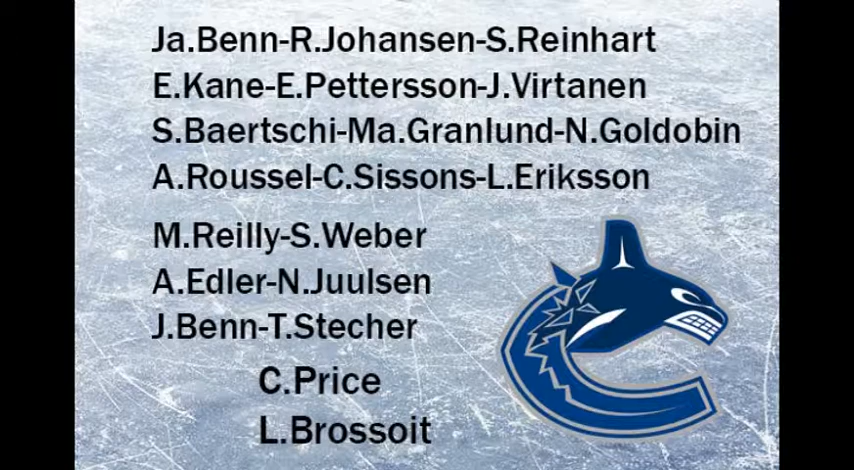 Ja.Benn-R.Johansen-S.Reinhart
E.Kane-E.Pettersson-J.Virtanen
S.Baertschi-Ma.Granlund-N.Goldobin
A.Roussel-C.Sissons-L.Eriksson
M.Reilly-S.Weber
A.Edler-N.Juulsen
J.Benn-T.Stecher
C.Price
L.Brossoit